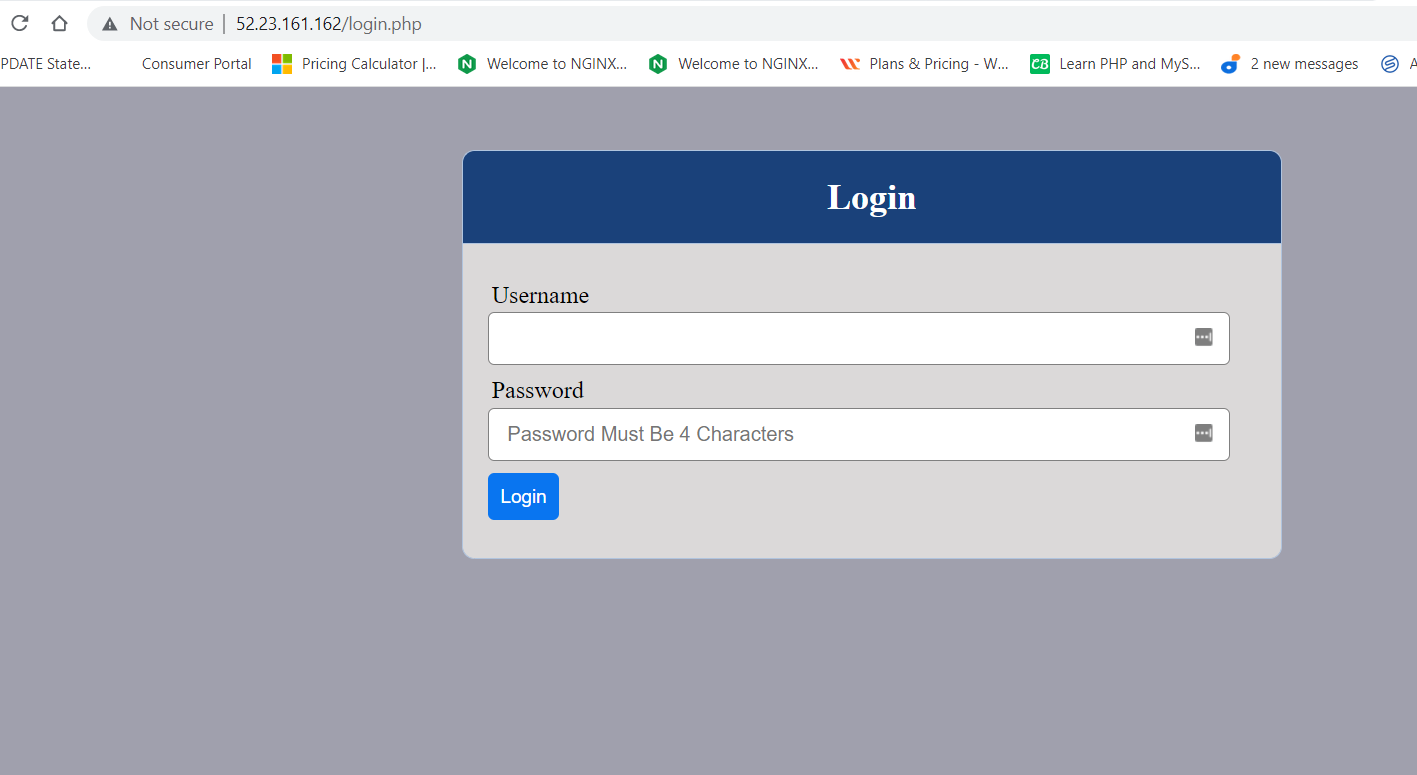 Not secure | 52.23.161.162/login.php
PDATE State... Consumer Portal Pricing Calculator |... Welcome to NGINX... Welcome to NGINX... Plans & Pricing - W... CB Learn PHP and MyS... 2 new messages A
Login
Username
Password
Password Must Be 4 Characters
Login